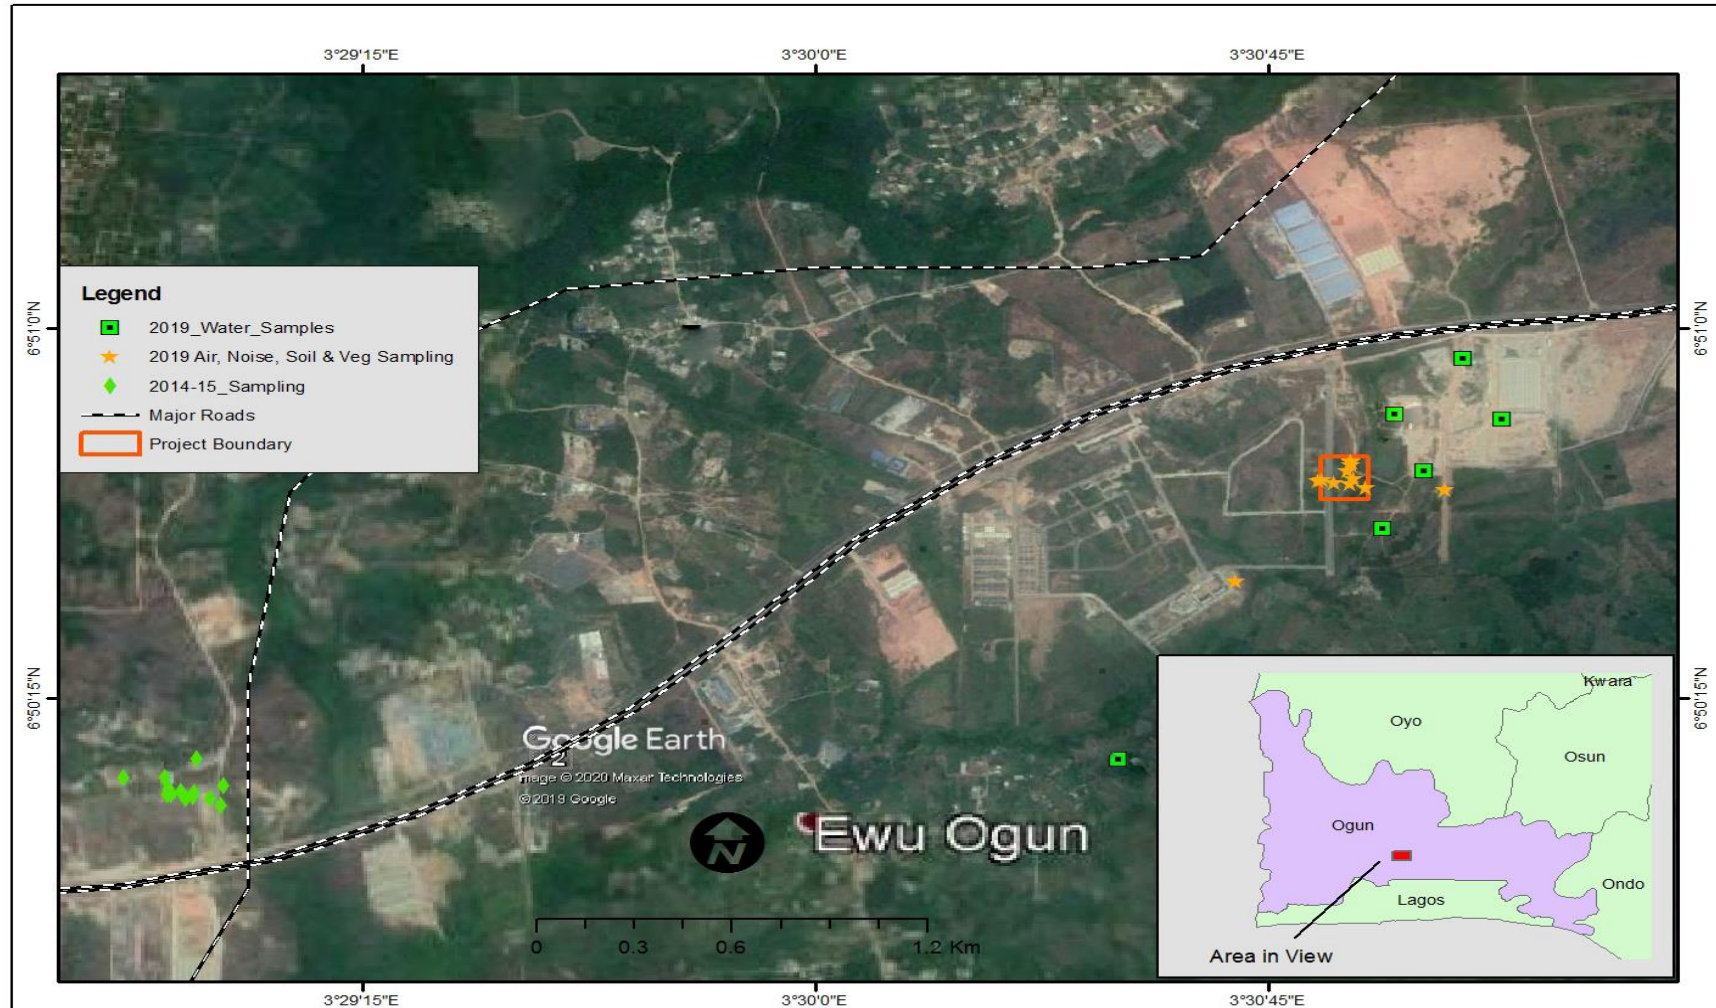 3°29'15"E
3°30'0"E
3°30'45"E
6°51'0"N
6°51'0"N
6°50'15"N
6°50'15"N
Legend
2019_Water_Samples
2019 Air, Noise, Soil & Veg Sampling
2014-15_Sampling
Major Roads
Project Boundary
Google Earth
2
mage © 2020 Maxar Technologies
© 2019 Google
N
Ewu Ogun
0 0.3 0.6 1.2 Km
Kwara
Oyo
Osun
Ogun
Ondo
Lagos
Area in View
3°29'15"E
3°30'0"E
3°30'45"E